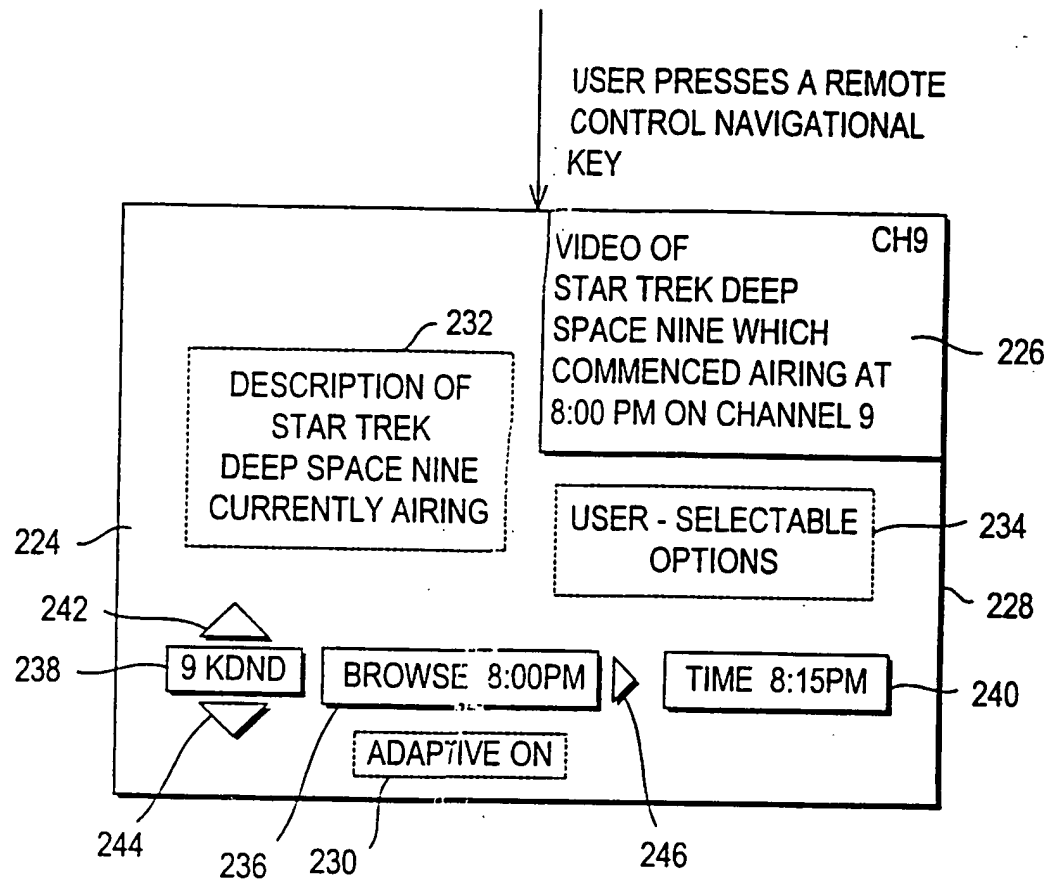 USER PRESSES A REMOTE
CONTROL NAVIGATIONAL
KEY
CH9
VIDEO OF
STAR TREK DEEP
SPACE NINE WHICH
COMMENCED AIRING AT
8:00 PM ON CHANNEL 9
226
232
DESCRIPTION OF
STAR TREK
DEEP SPACE NINE
CURRENTLY AIRING
USER - SELECTABLE
OPTIONS
234
224
228
242
238
9 KDND
BROWSE 8:00PM
TIME 8:15PM
240
ADAPTIVE ON
244
236
230
246